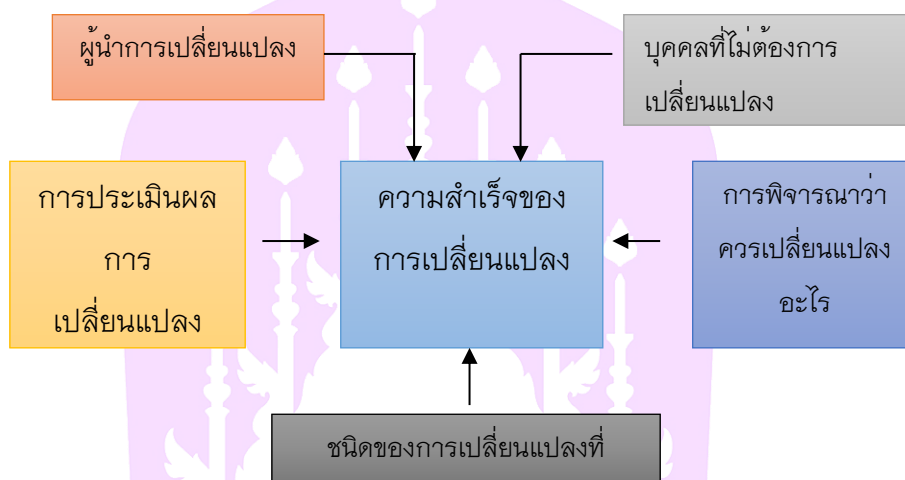 ผู้นำการเปลี่ยนแปลง
บุคคลที่ไม่ต้องการ
เปลี่ยนแปลง
การประเมินผล
การ
เปลี่ยนแปลง
ความสำเร็จของ
การเปลี่ยนแปลง
การพิจารณาว่า
ควรเปลี่ยนแปลง
อะไร
ชนิดของการเปลี่ยนแปลงที่